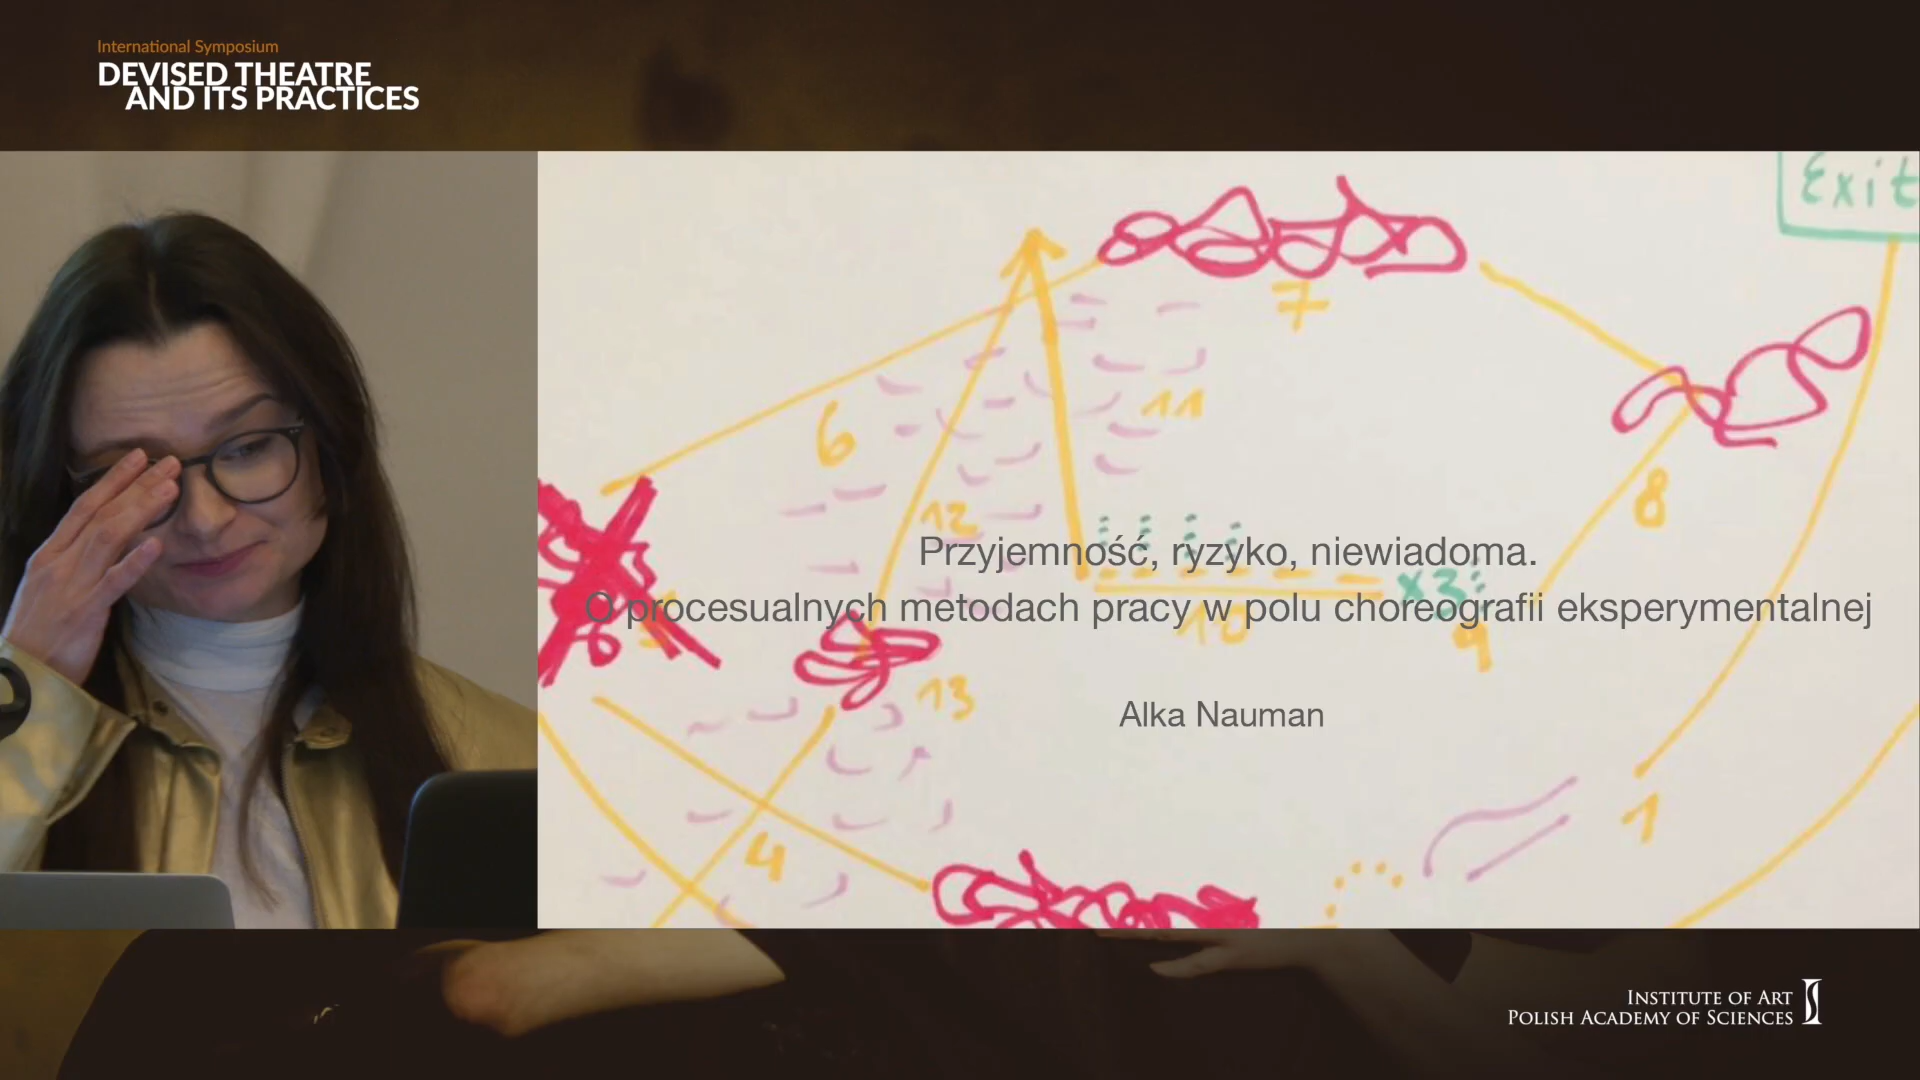 International Symposium
DEVISED THEATRE
AND ITS PRACTICES
Exit
7
6
11
8
12
Przyjemność, ryzyko, niewiadoma.
x3
O procesualnych metodach pracy w polu choreografii eksperymentalnej
10
9
13
Alka Nauman
1
4
INSTITUTE OF ART
POLISH ACADEMY OF SCIENCES